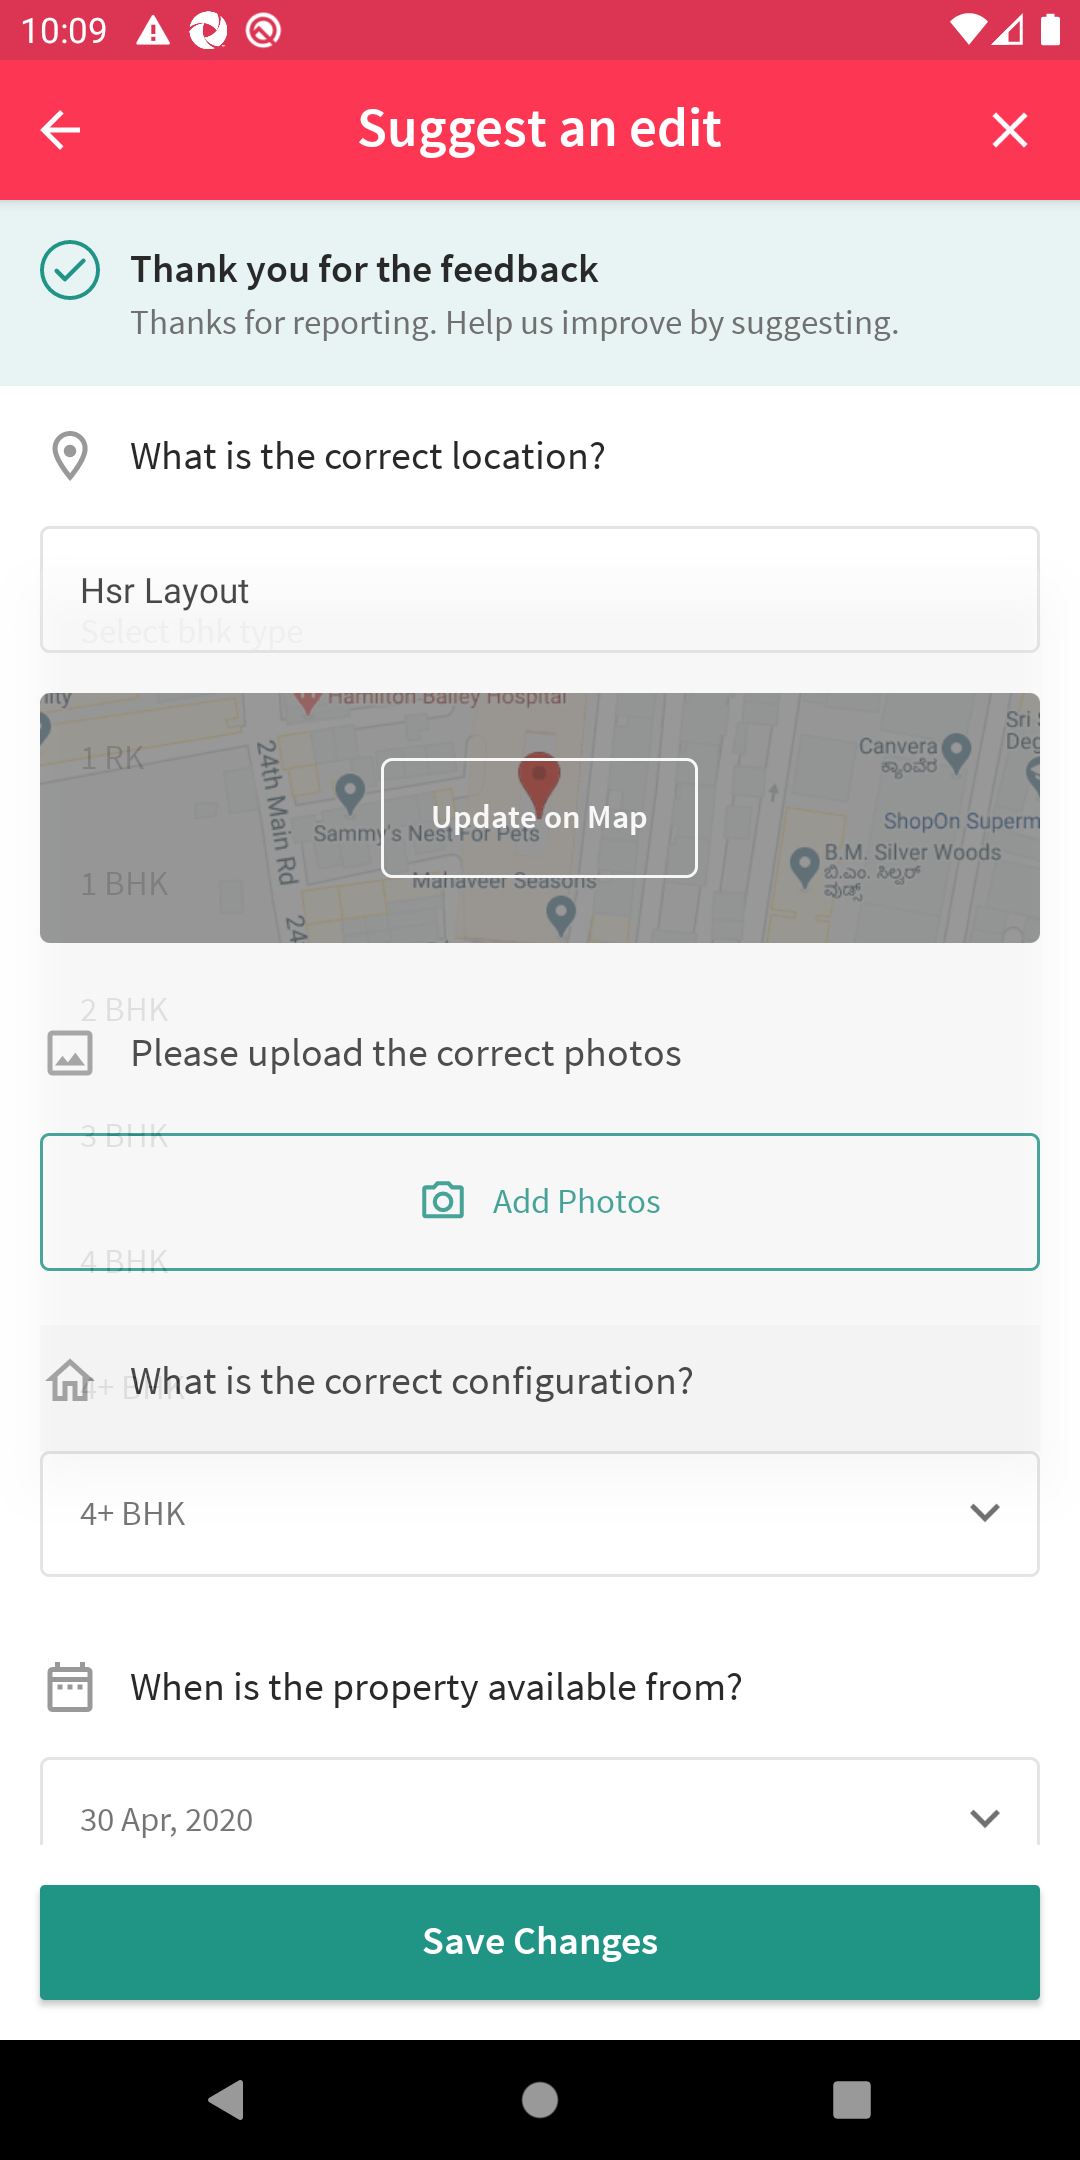 10:09
Suggest an edit
Thank you for the feedback
Thanks for reporting. Help us improve by suggesting.
What is the correct location?
Hsr Layout
Select bhk type
Hamilton Bailey Hospital
Sri
1 RK
24th Main Rd
Canvera
ಕ್ಯಾಂವೆರ
Update on Map
Sammy's Nest For Pets
ShopOn Superm
1 BHK
Mahaveer Seasons
B.M. Silver Woods
ಬಿ.ಎಂ. ಸಿಲ್ವರ್
ವುಡ್ಸ್
24
2 BHK
Please upload the correct photos
3 BHK
Add Photos
4 BHK
What is the correct configuration?
4+ BHK
4+ BHK
When is the property available from?
30 Apr, 2020
Save Changes